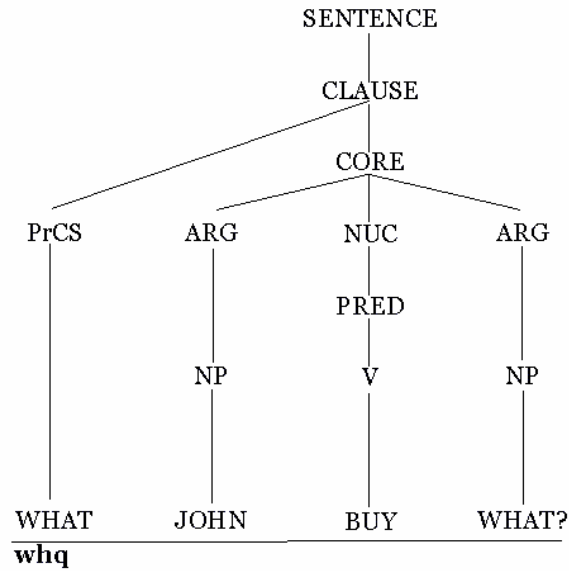 SENTENCE
CLAUSE
CORE
PrCS ARG NUC ARG
PRED
NP V NP
WHAT JOHN BUY WHAT?
whq